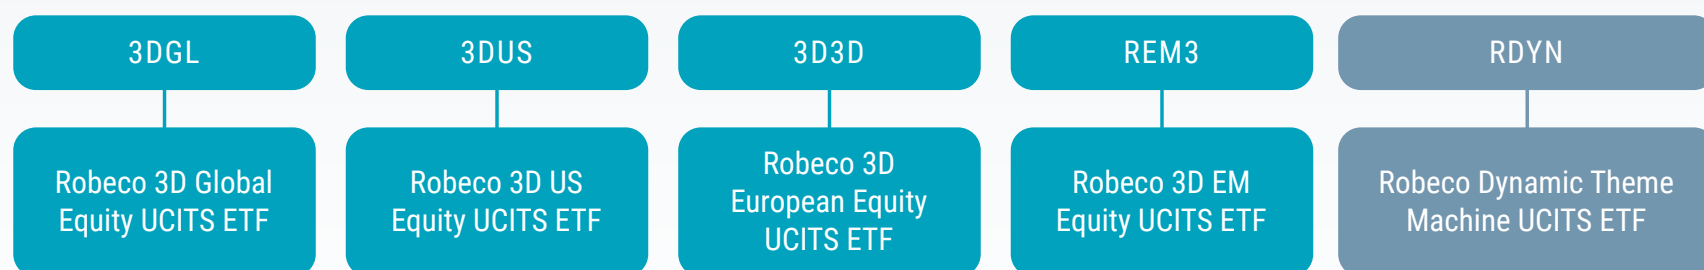 3DGL
3DUS
3D3D
REM3
RDYN
Robeco 3D Global
Equity UCITS ETF
Robeco 3D US
Equity UCITS ETF
Robeco 3D
European Equity
UCITS ETF
Robeco 3D EM
Equity UCITS ETF
Robeco Dynamic Theme
Machine UCITS ETF